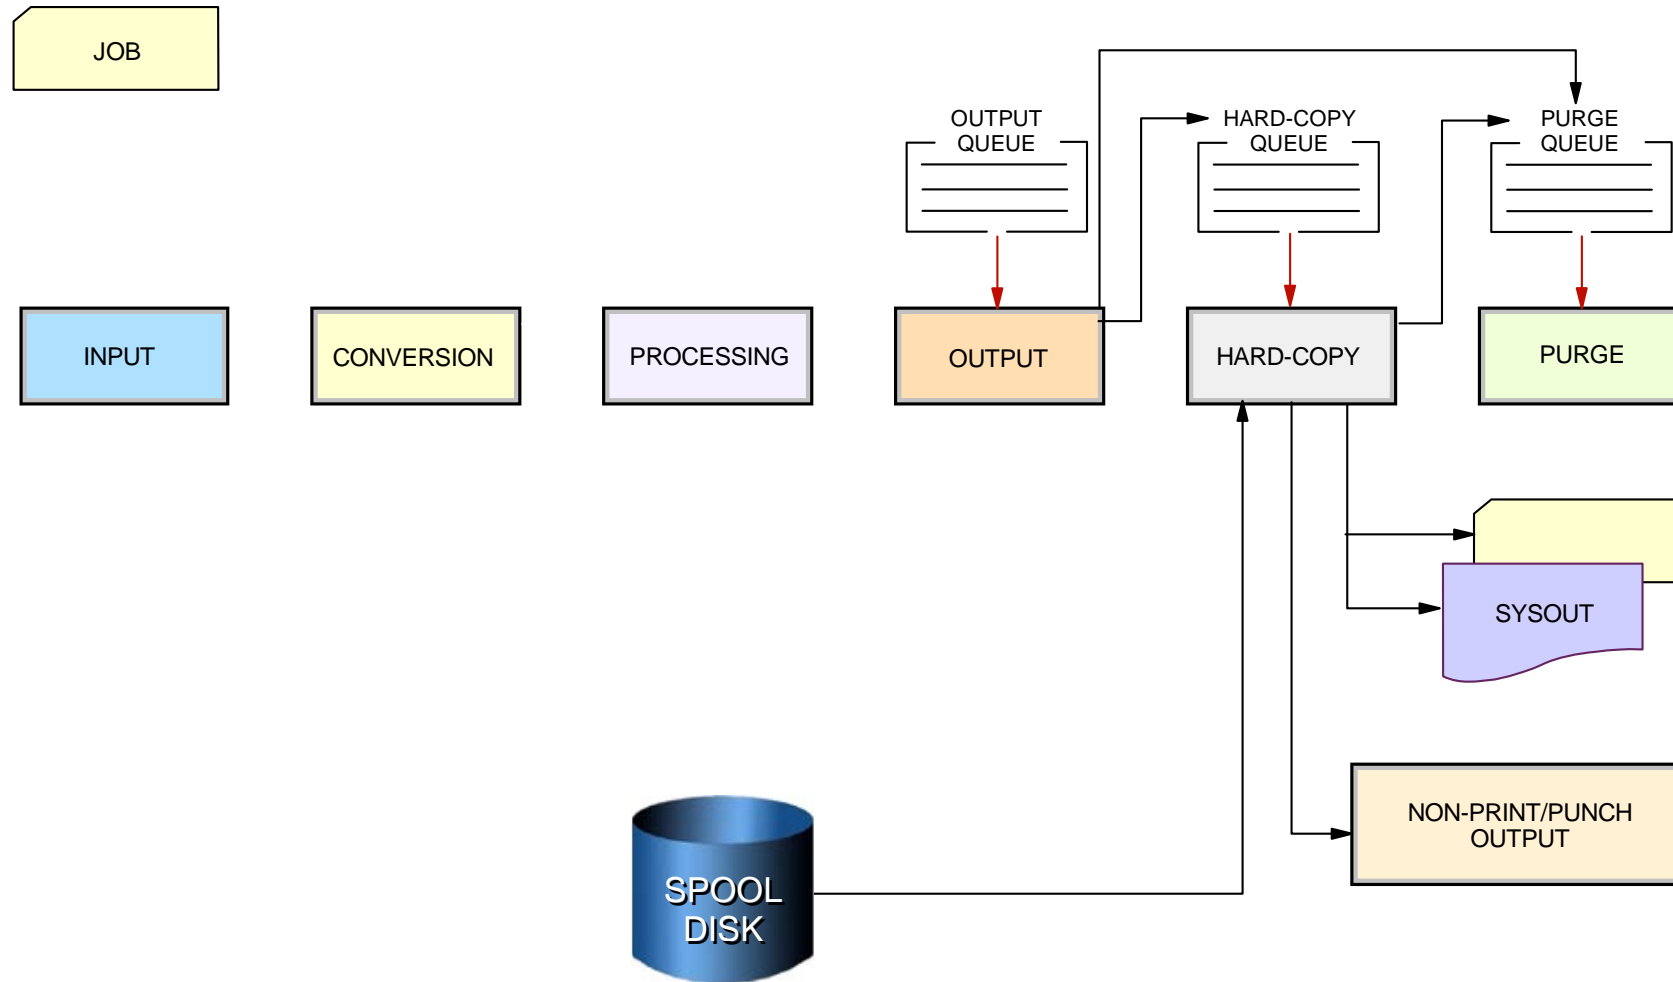 JOB
OUTPUT
QUEUE
HARD-COPY
QUEUE
PURGE
QUEUE
INPUT
CONVERSION
PROCESSING
OUTPUT
HARD-COPY
PURGE
SYSOUT
NON-PRINT/PUNCH
OUTPUT
SPOOL
DISK